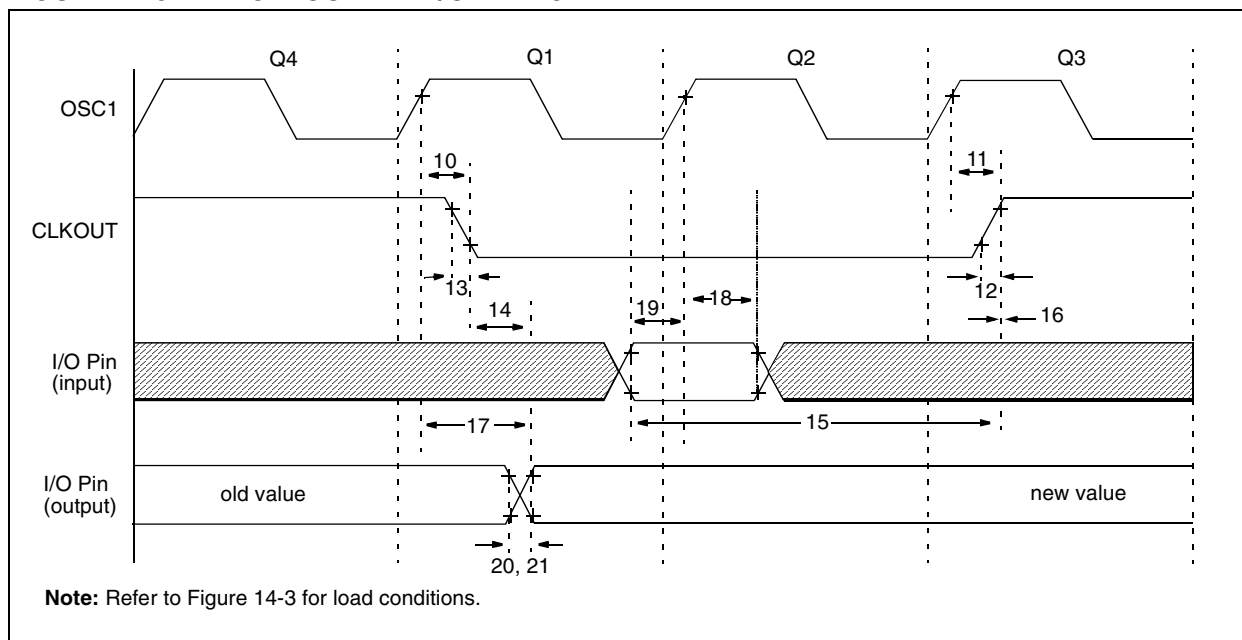 Q4 Q1 Q2 Q3
OSC1
10 11
CLKOUT
13 12
14 19 18 16
I/O Pin
(input)
17 15
I/O Pin
(output)
old value new value
20, 21
Note: Refer to Figure 14-3 for load conditions.